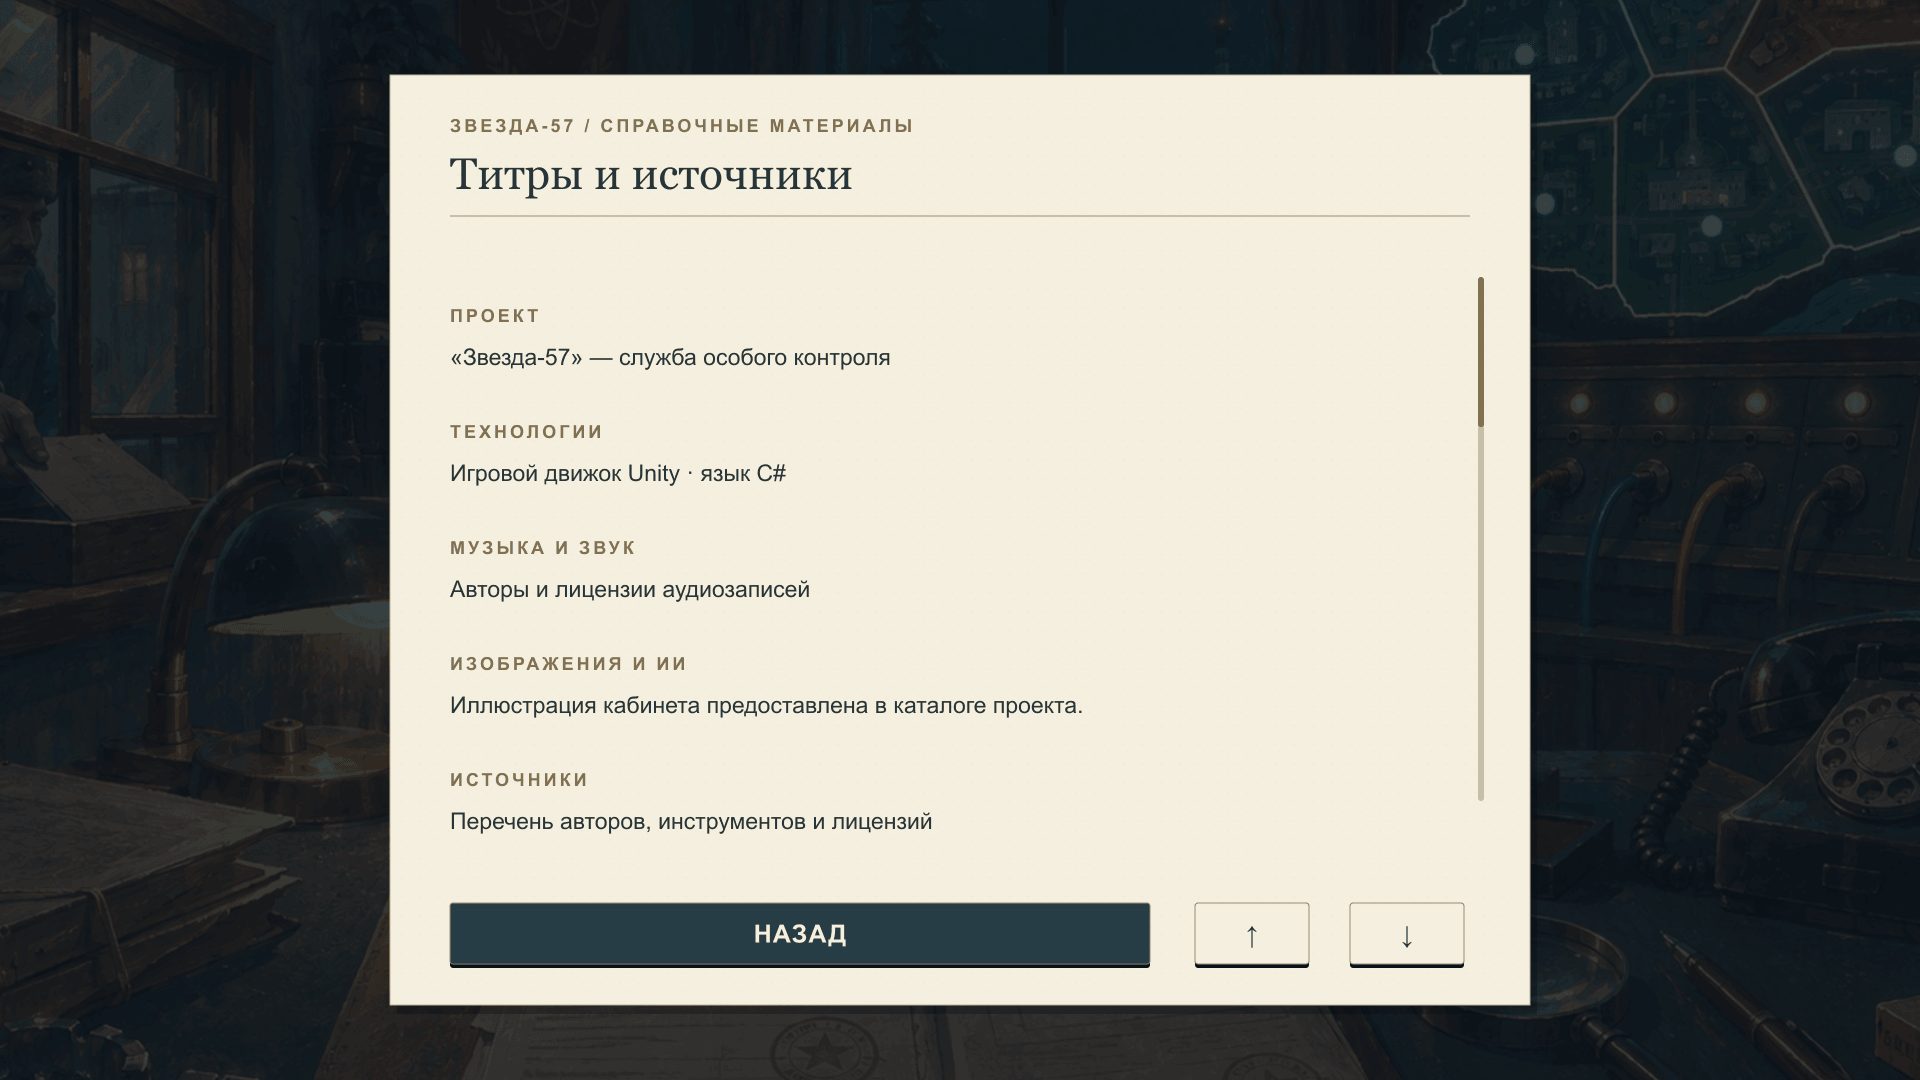 ЗВЕЗДА-57 / СПРАВОЧНЫЕ МАТЕРИАЛЫ
Титры и источники
ПРОЕКТ
«Звезда-57» — служба особого контроля
ТЕХНОЛОГИИ
Игровой движок Unity · язык C#
МУЗЫКА И ЗВУК
Авторы и лицензии аудиозаписей
ИЗОБРАЖЕНИЯ И ИИ
Иллюстрация кабинета предоставлена в каталоге проекта.
ИСТОЧНИКИ
Перечень авторов, инструментов и лицензий
НАЗАД ↑ ↓